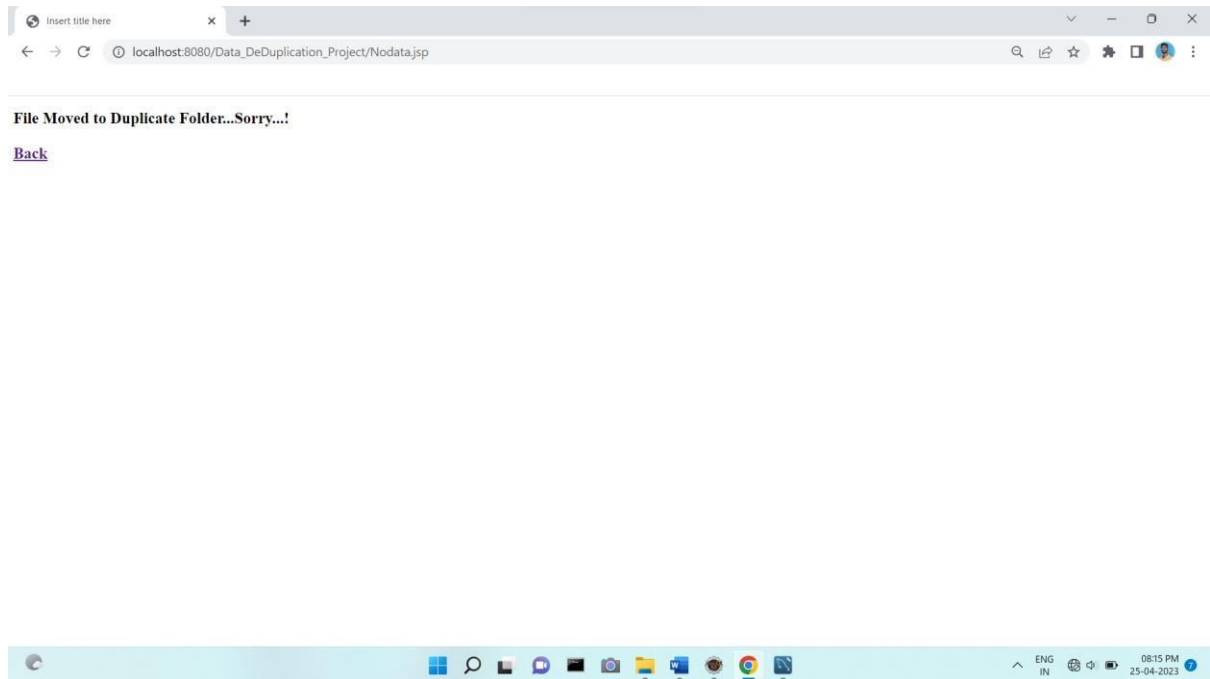 Insert title here
localhost:8080/Data_DeDuplication_Project/Nodata.jsp
File Moved to Duplicate Folder...Sorry...!
Back
ENG
IN
08:15 PM
25-04-2023
7